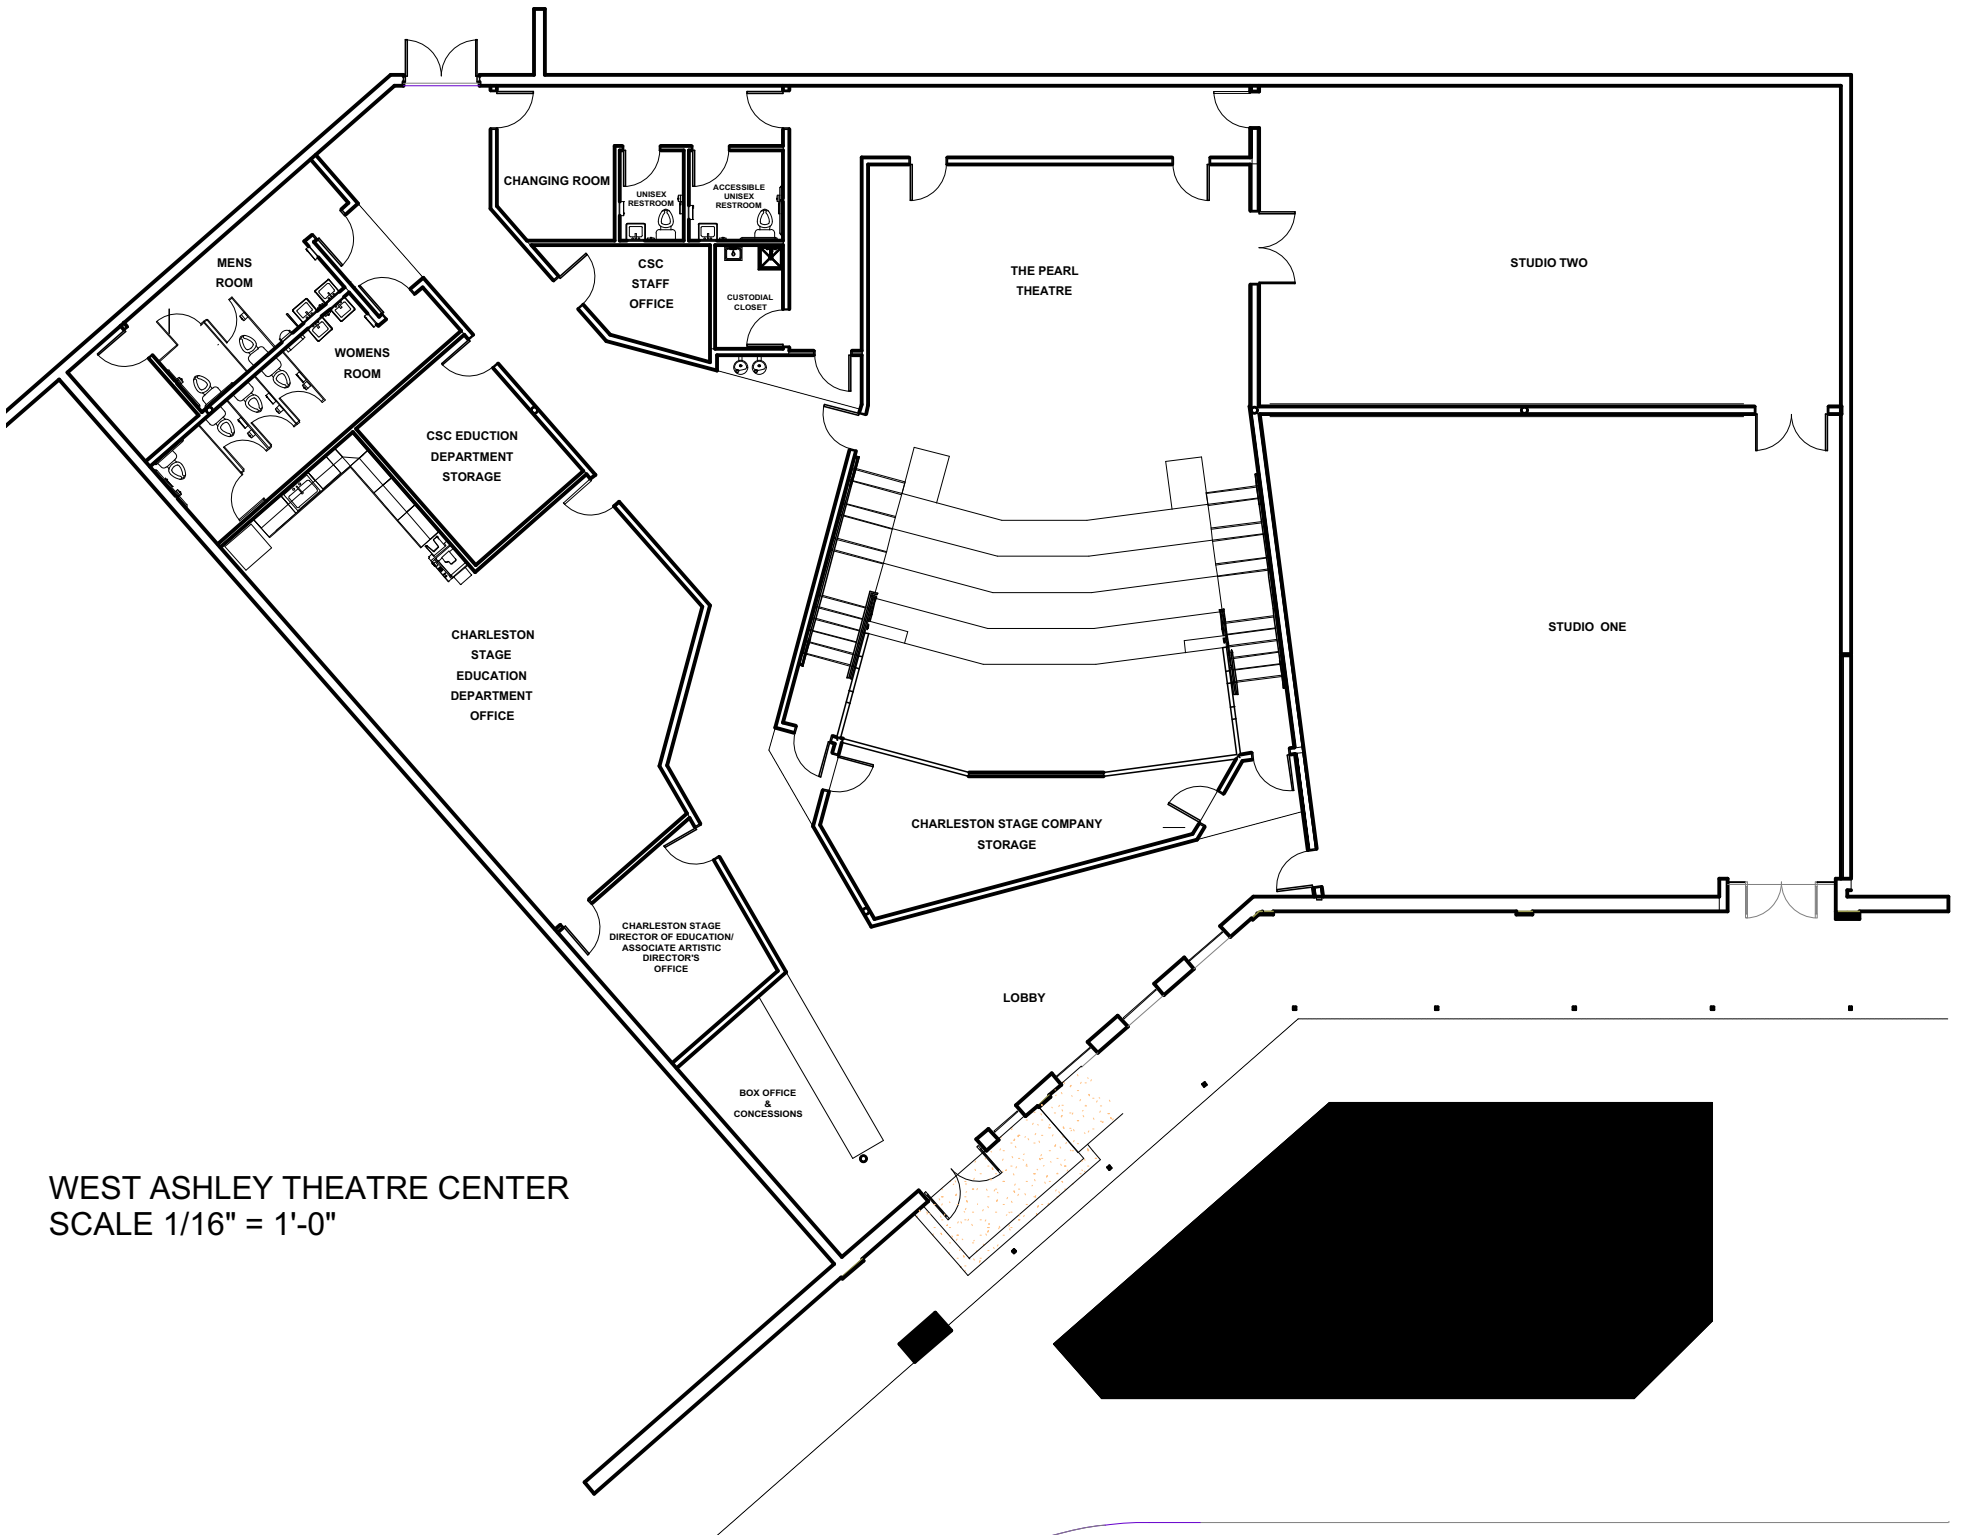 CHANGING ROOM
UNISEX
RESTROOM
ACCESSIBLE
UNISEX
RESTROOM
MENS
ROOM
CSC
STAFF
OFFICE
CUSTODIAL
CLOSET
THE PEARL
THEATRE
STUDIO TWO
WOMENS
ROOM
CSC EDUCTION
DEPARTMENT
STORAGE
CHARLESTON
STAGE
EDUCATION
DEPARTMENT
OFFICE
STUDIO ONE
CHARLESTON STAGE COMPANY
STORAGE
CHARLESTON STAGE
DIRECTOR OF EDUCATION/
ASSOCIATE ARTISTIC
DIRECTOR'S
OFFICE
LOBBY
BOX OFFICE
&
CONCESSIONS
WEST ASHLEY THEATRE CENTER
SCALE 1/16" = 1'-0"